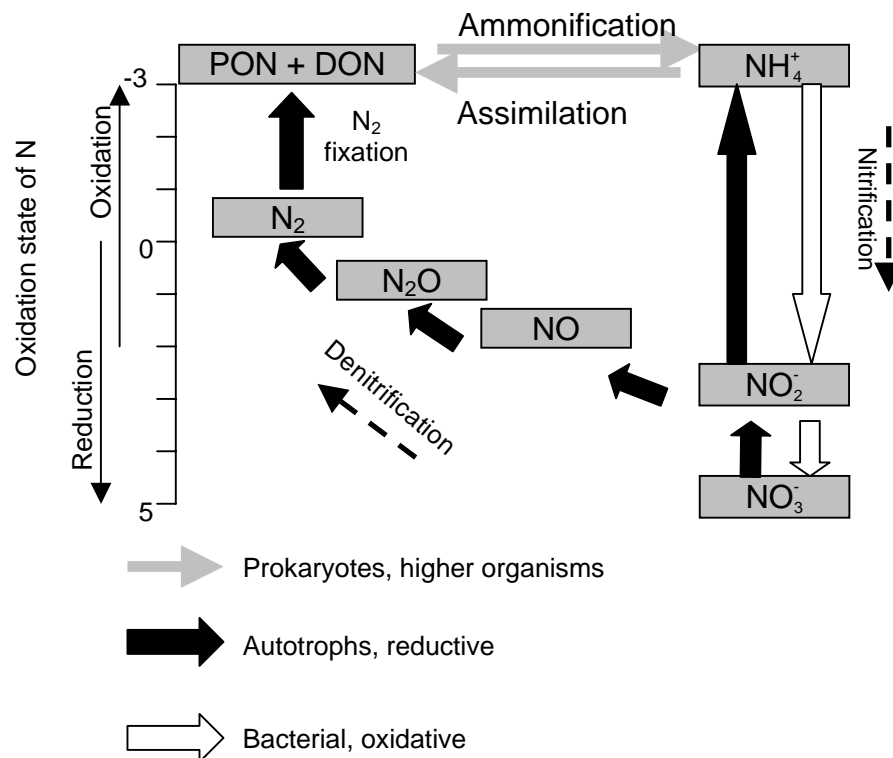 Ammonification
PON + DON
NH₄⁺
-3
Assimilation
N₂
fixation
Oxidation state of N
Oxidation
Nitrification
N₂
0
N₂O
NO
Denitrification
NO₂⁻
Reduction
NO₃⁻
5
Prokaryotes, higher organisms
Autotrophs, reductive
Bacterial, oxidative